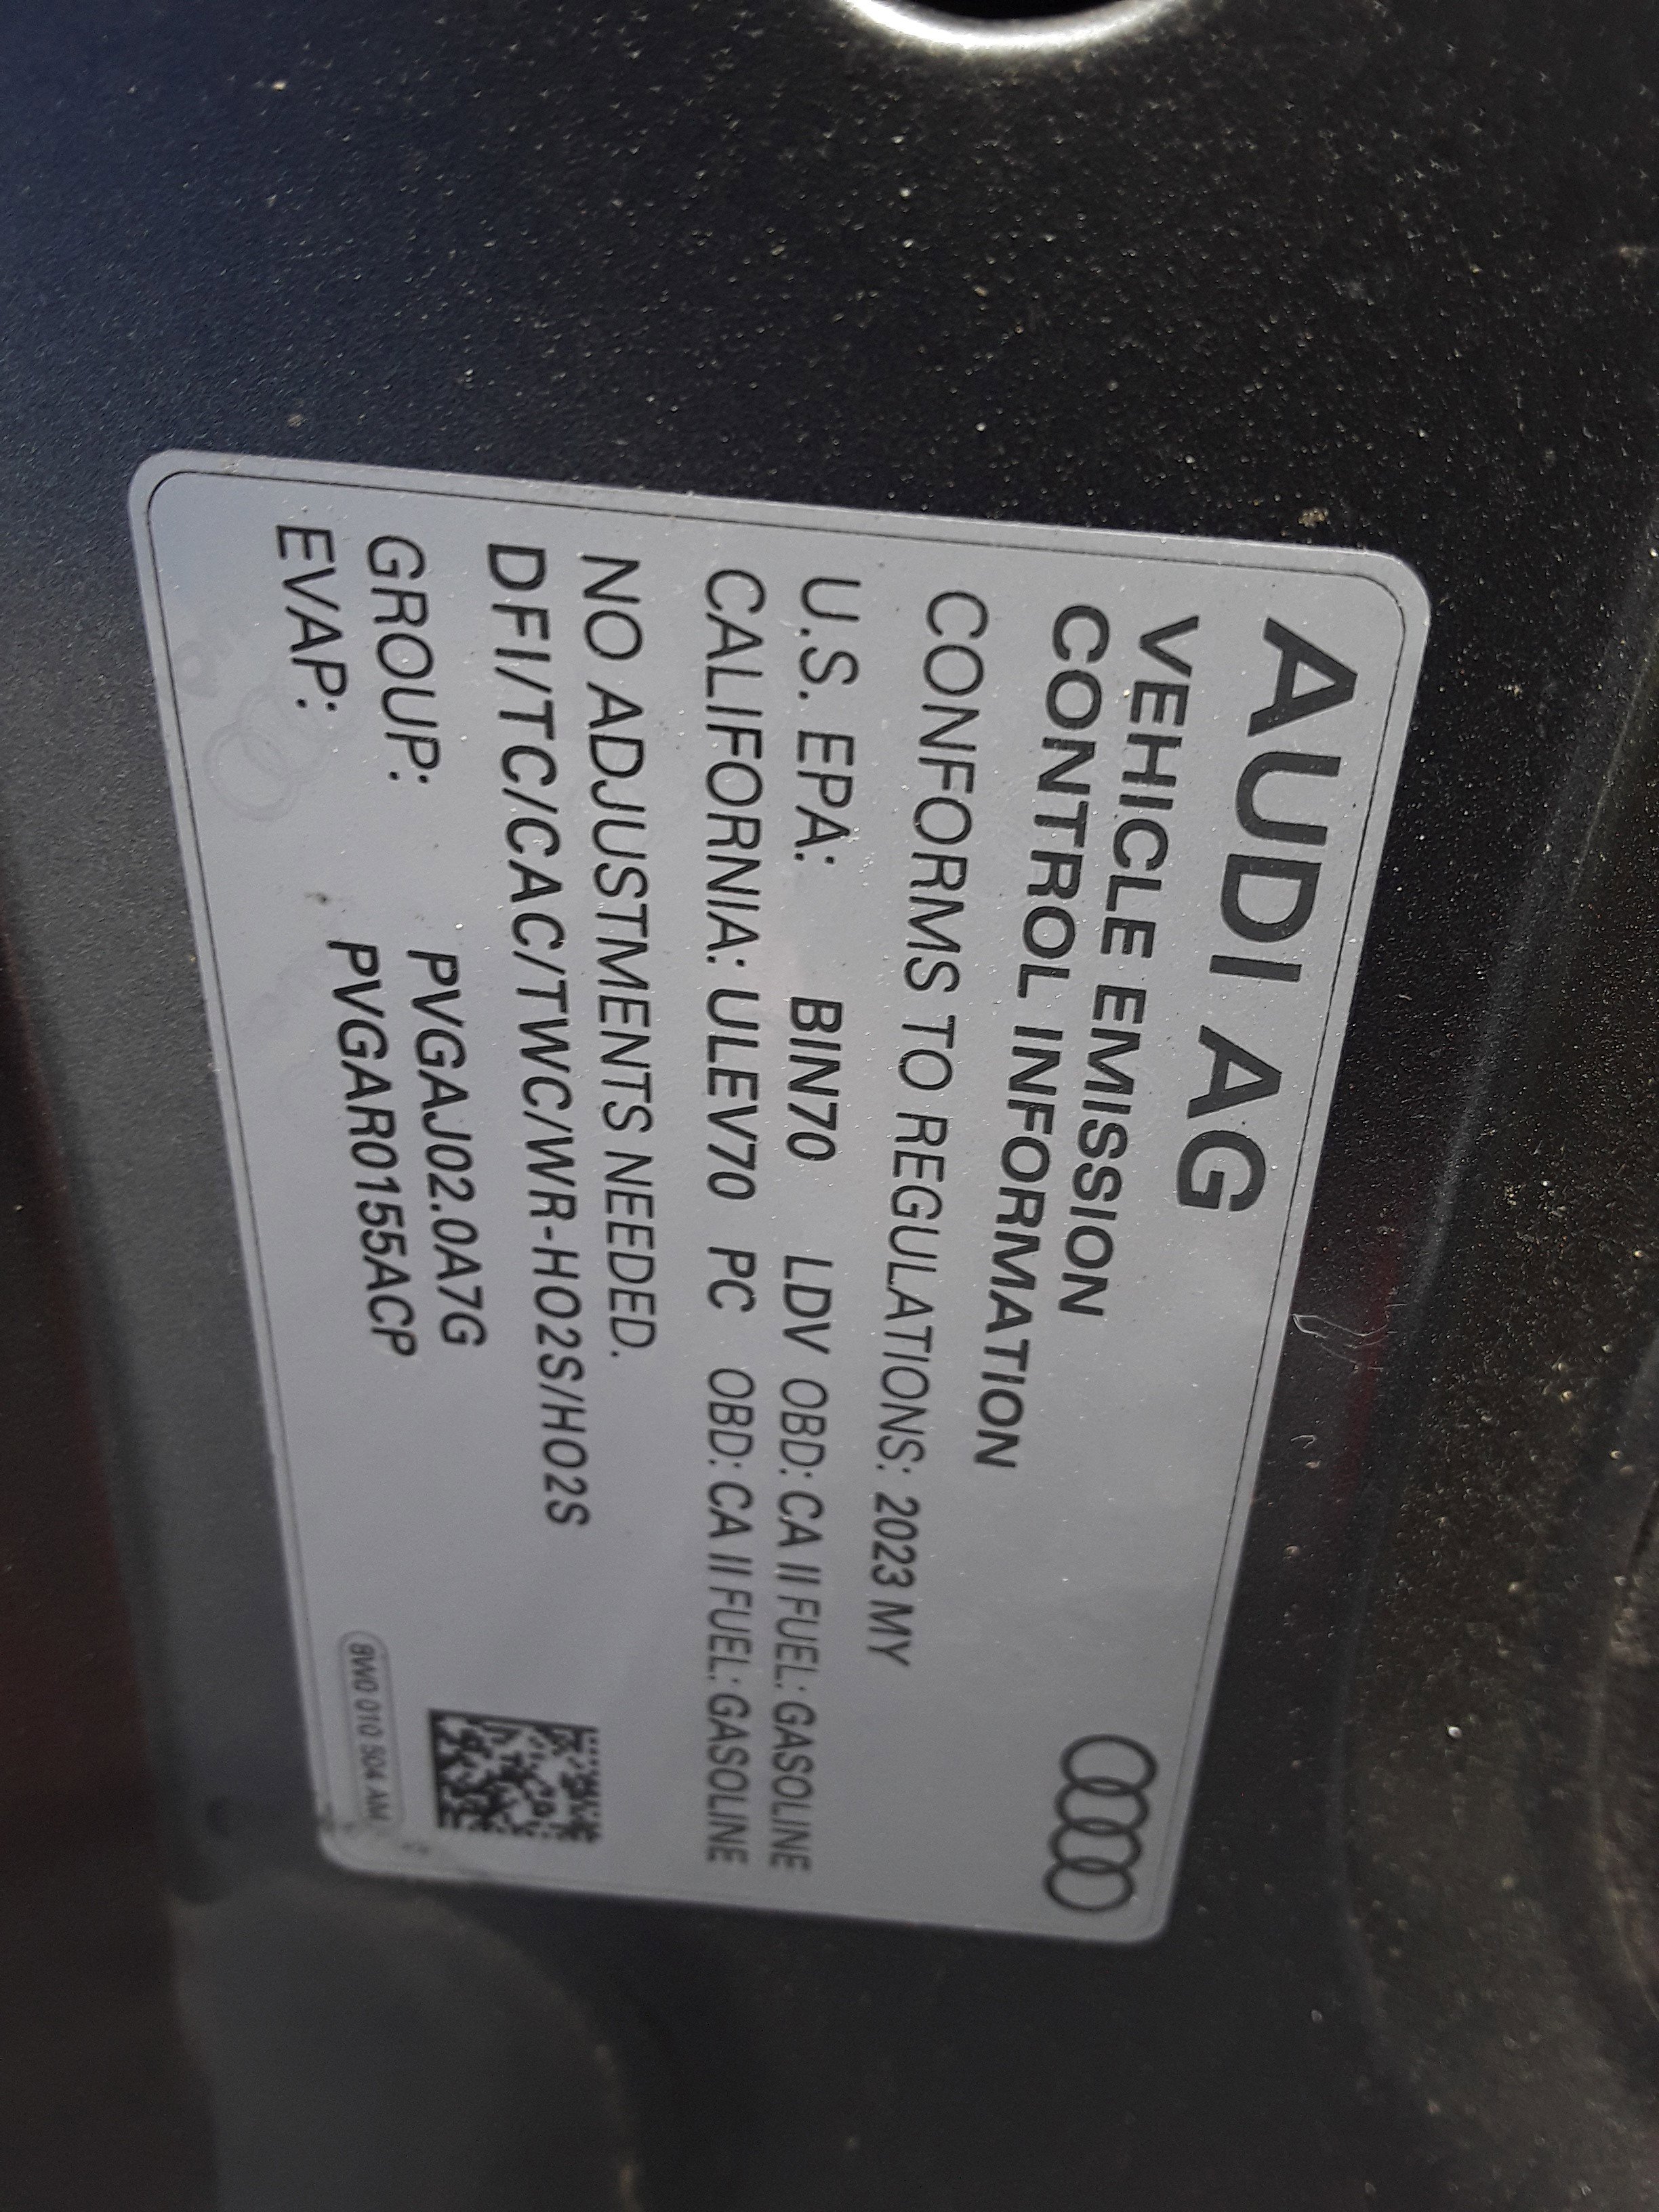 AUDI AG
VEHICLE EMISSION
CONTROL INFORMATION
CONFORMS TO REGULATIONS: 2023 MY
U.S. EPA: BIN70 LDV OBD: CA II FUEL: GASOLINE
CALIFORNIA: ULEV70 PC OBD: CA II FUEL: GASOLINE
NO ADJUSTMENTS NEEDED.
DFI/TC/CAC/TWC/WR-HO2S/HO2S
GROUP: PVGAJ02.0A7G
EVAP: PVGAR0155ACP
8W0 010 504 AM